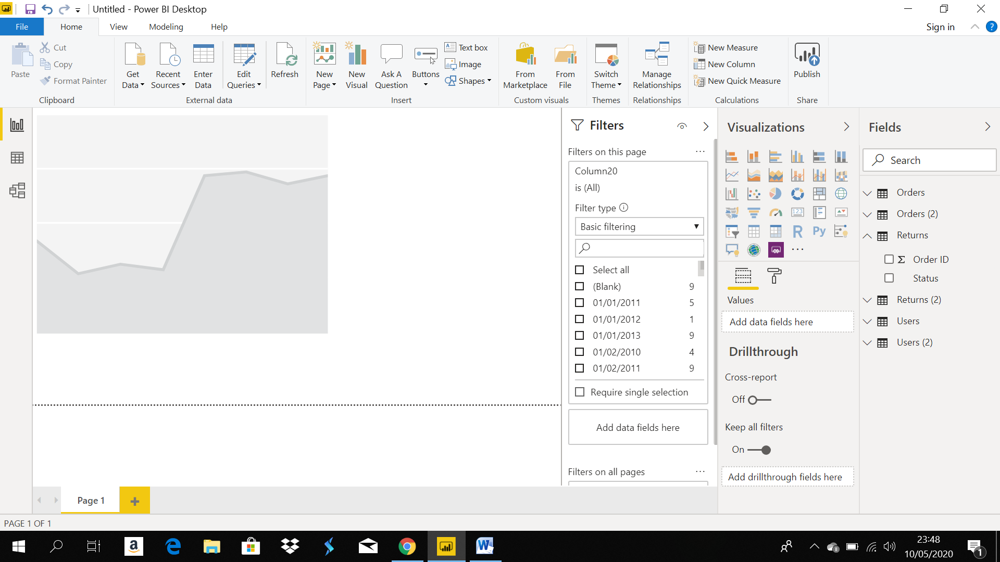 Untitled - Power BI Desktop
File Home View Modeling Help Sign in ?
Paste
Cut
Copy
Format Painter
Clipboard
Get Data
Recent Sources
Enter Data
Edit Queries
Refresh
External data
New Page
New Visual
Ask A Question
Buttons
Text box
Image
Shapes
Insert
From Marketplace
From File
Custom visuals
Switch Theme
Themes
Manage Relationships
Relationships
New Measure
New Column
New Quick Measure
Calculations
Publish
Share
Filters
Filters on this page ...
Column20
is (All)
Filter type
Basic filtering
Select all
(Blank) 9
01/01/2011 5
01/01/2012 1
01/01/2013 9
01/02/2010 4
01/02/2011 9
Require single selection
Add data fields here
Filters on all pages ...
Visualizations
123
R Py
...
Values
Add data fields here
Drillthrough
Cross-report
Off
Keep all filters
On
Add drillthrough fields here
Fields
Search
Orders
Orders (2)
Returns
Σ Order ID
Status
Returns (2)
Users
Users (2)
Page 1 +
PAGE 1 OF 1
23:48
10/05/2020
1